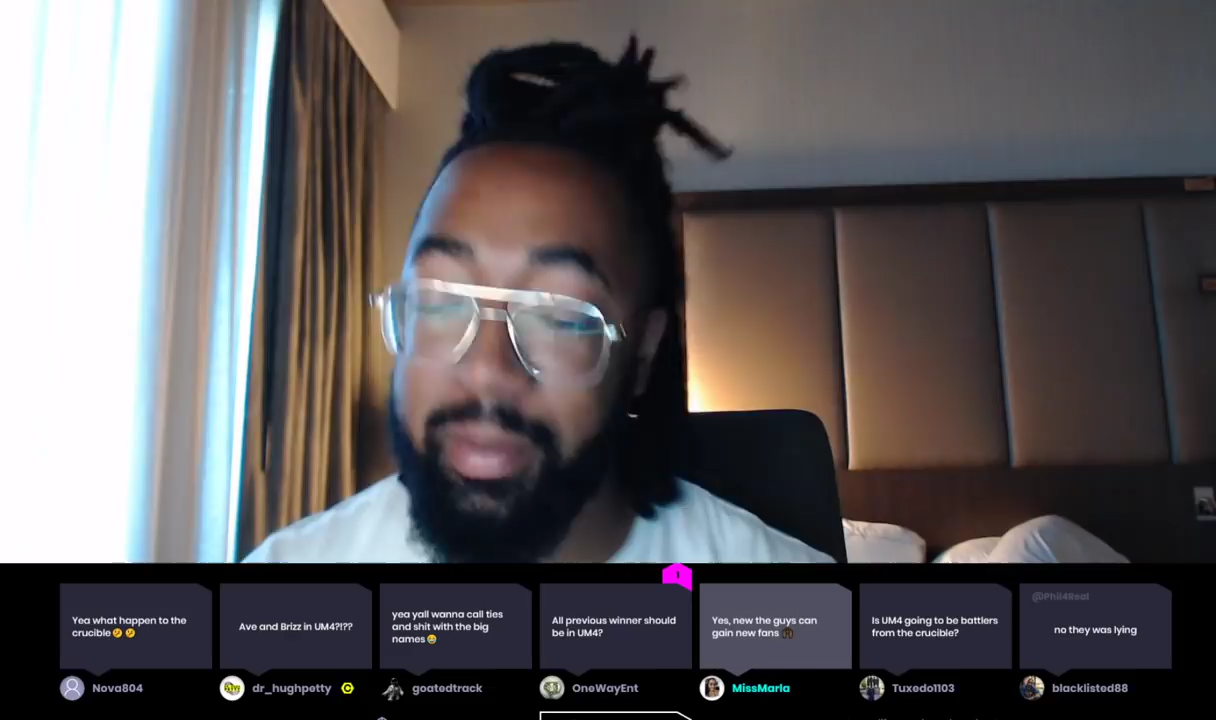 1
Yea what happen to the
crucible 🤔 🤔
Ave and Brizz in UM4?!??
yea yall wanna call ties
and shit with the big
names 😂
All previous winner should
be in UM4?
Yes, new the guys can
gain new fans
Is UM4 going to be battlers
from the crucible?
@Phil4Real
no they was lying
Nova804
dr_hughpetty
goatedtrack
OneWayEnt
MissMarla
Tuxedo1103
blacklisted88